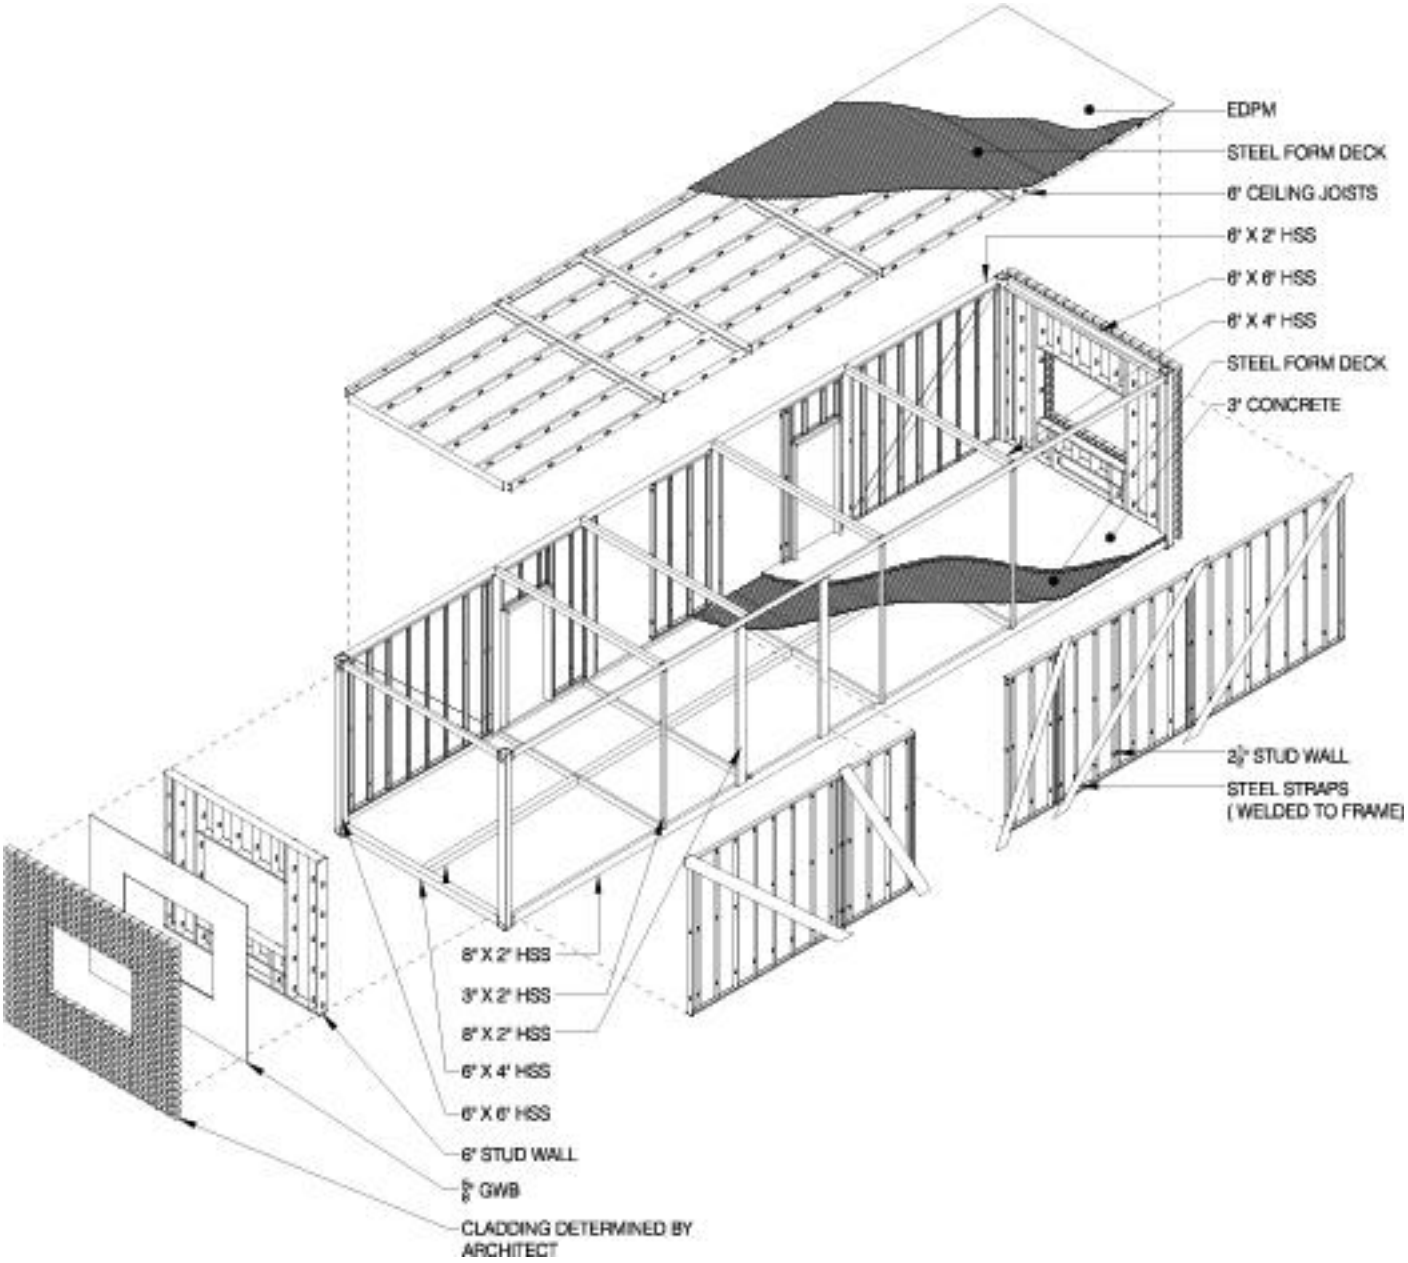 EDPM
STEEL FORM DECK
6" CEILING JOISTS
6" X 2" HSS
6" X 6" HSS
6" X 4" HSS
STEEL FORM DECK
3" CONCRETE
2½" STUD WALL
STEEL STRAPS
( WELDED TO FRAME)
8" X 2" HSS
3" X 2" HSS
8" X 2" HSS
6" X 4" HSS
6" X 6" HSS
6" STUD WALL
⅝" GWB
CLADDING DETERMINED BY
ARCHITECT